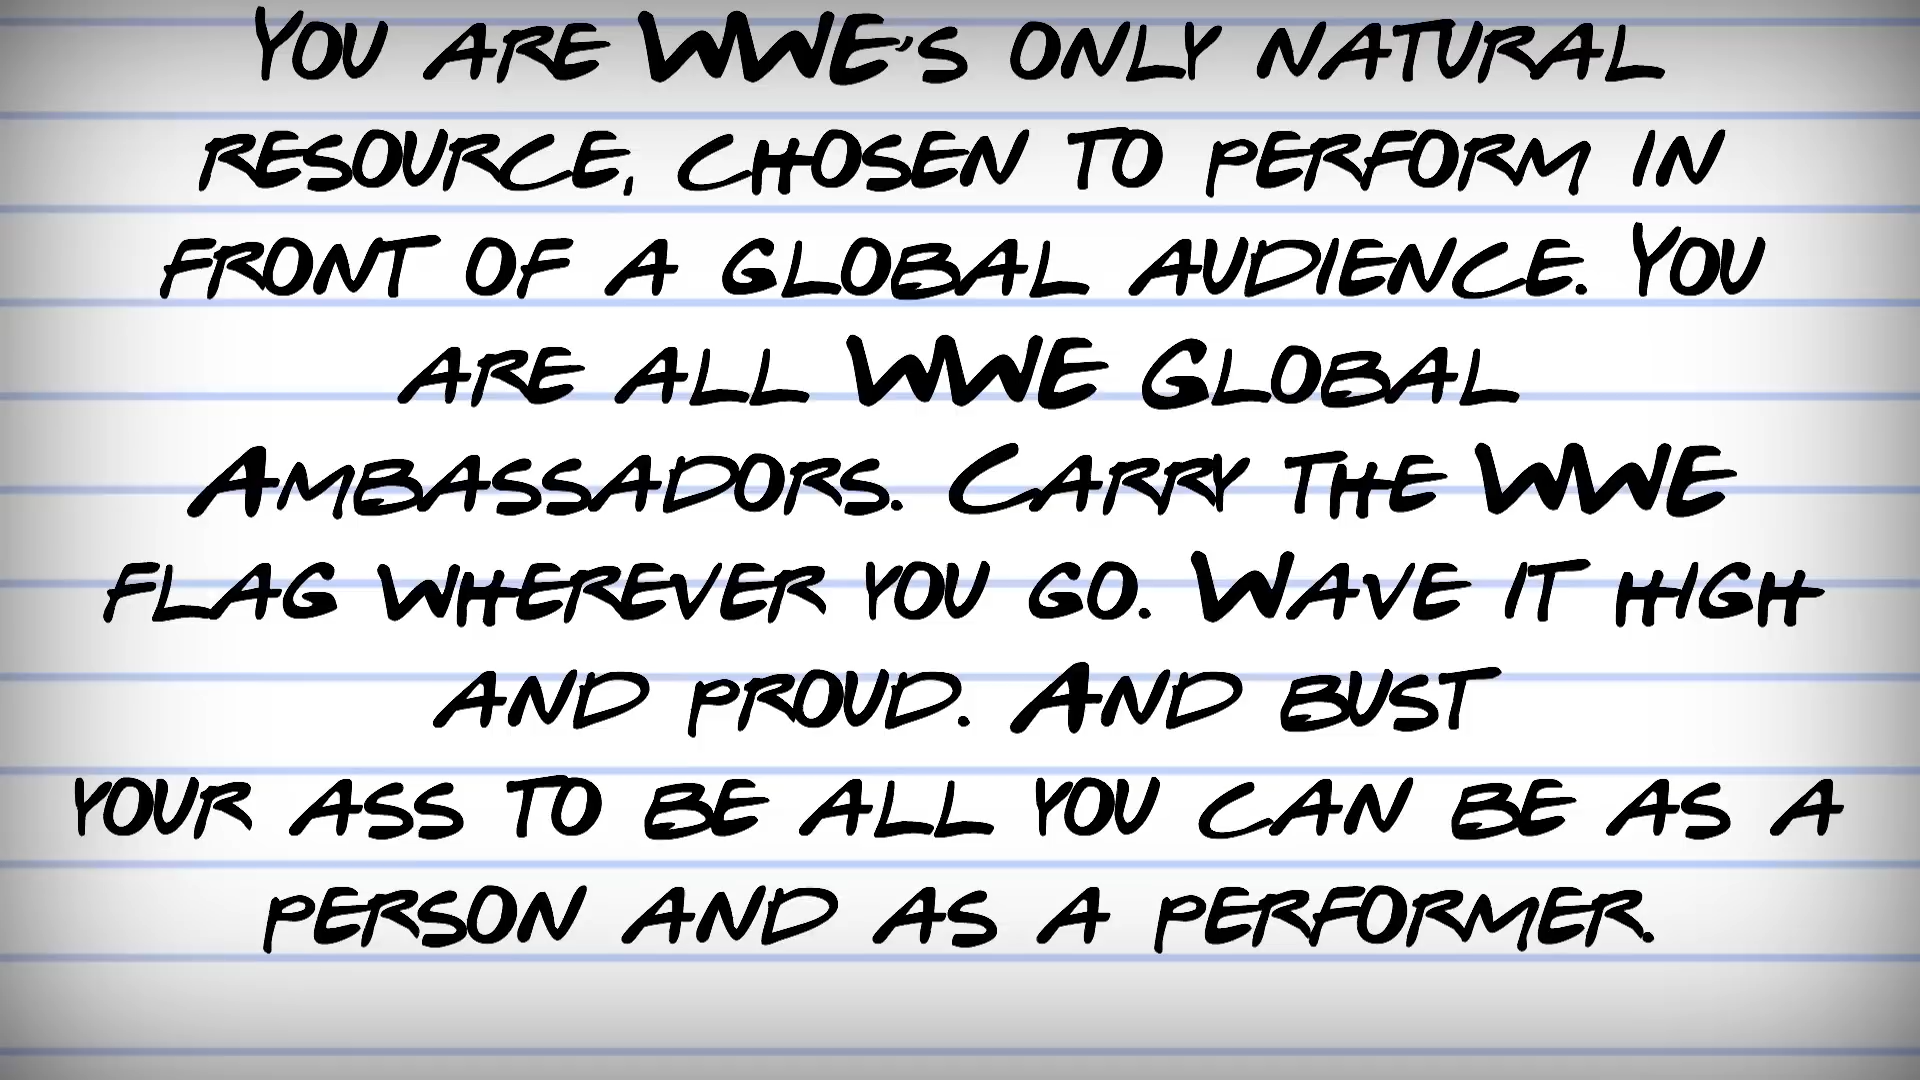 You are WWE's only natural
resource, chosen to perform in
front of a global audience. You
are all WWE Global
Ambassadors. Carry the WWE
flag wherever you go. Wave it high
and proud. And bust
your ass to be all you can be as a
person and as a performer.